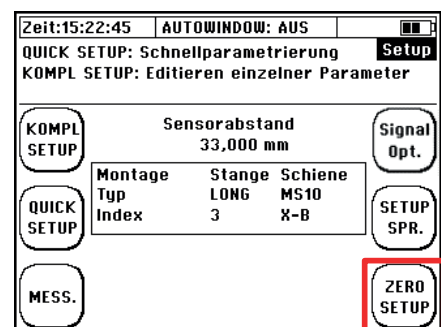 Zeit:15:22:45 AUTOWINDOW: AUS
QUICK SETUP: Schnellparametrierung Setup
KOMPL SETUP: Editieren einzelner Parameter
KOMPL
SETUP
Sensorabstand
33,000 mm
Signal
Opt.
Montage Stange Schiene
Typ LONG MS10
Index 3 X-B
QUICK
SETUP
SETUP
SPR.
MESS.
ZERO
SETUP